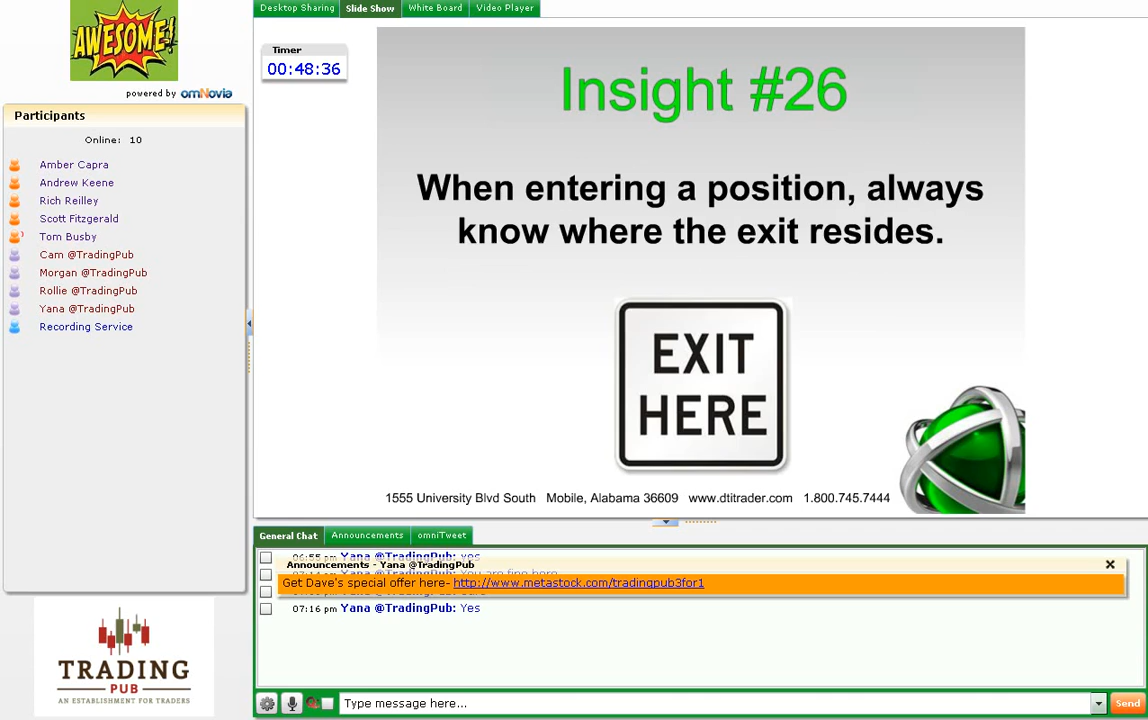 Desktop Sharing
Slide Show
White Board
Video Player
AWESOME!
powered by omNovia
Participants
Online: 10
Amber Capra
Andrew Keene
Rich Reilley
Scott Fitzgerald
Tom Busby
Cam @TradingPub
Morgan @TradingPub
Rollie @TradingPub
Yana @TradingPub
Recording Service
TRADING
PUB
AN ESTABLISHMENT FOR TRADERS
Timer
00:48:36
Insight #26
When entering a position, always
know where the exit resides.
EXIT
HERE
1555 University Blvd South Mobile, Alabama 36609 www.dtitrader.com 1.800.745.7444
General Chat
Announcements
omniTweet
06:55 pm Yana @TradingPub: yes
Announcements - Yana @TradingPub
You are fine here
Get Dave's special offer here- http://www.metastock.com/tradingpub3for1
07:16 pm Yana @TradingPub: Yes
Type message here...
Send